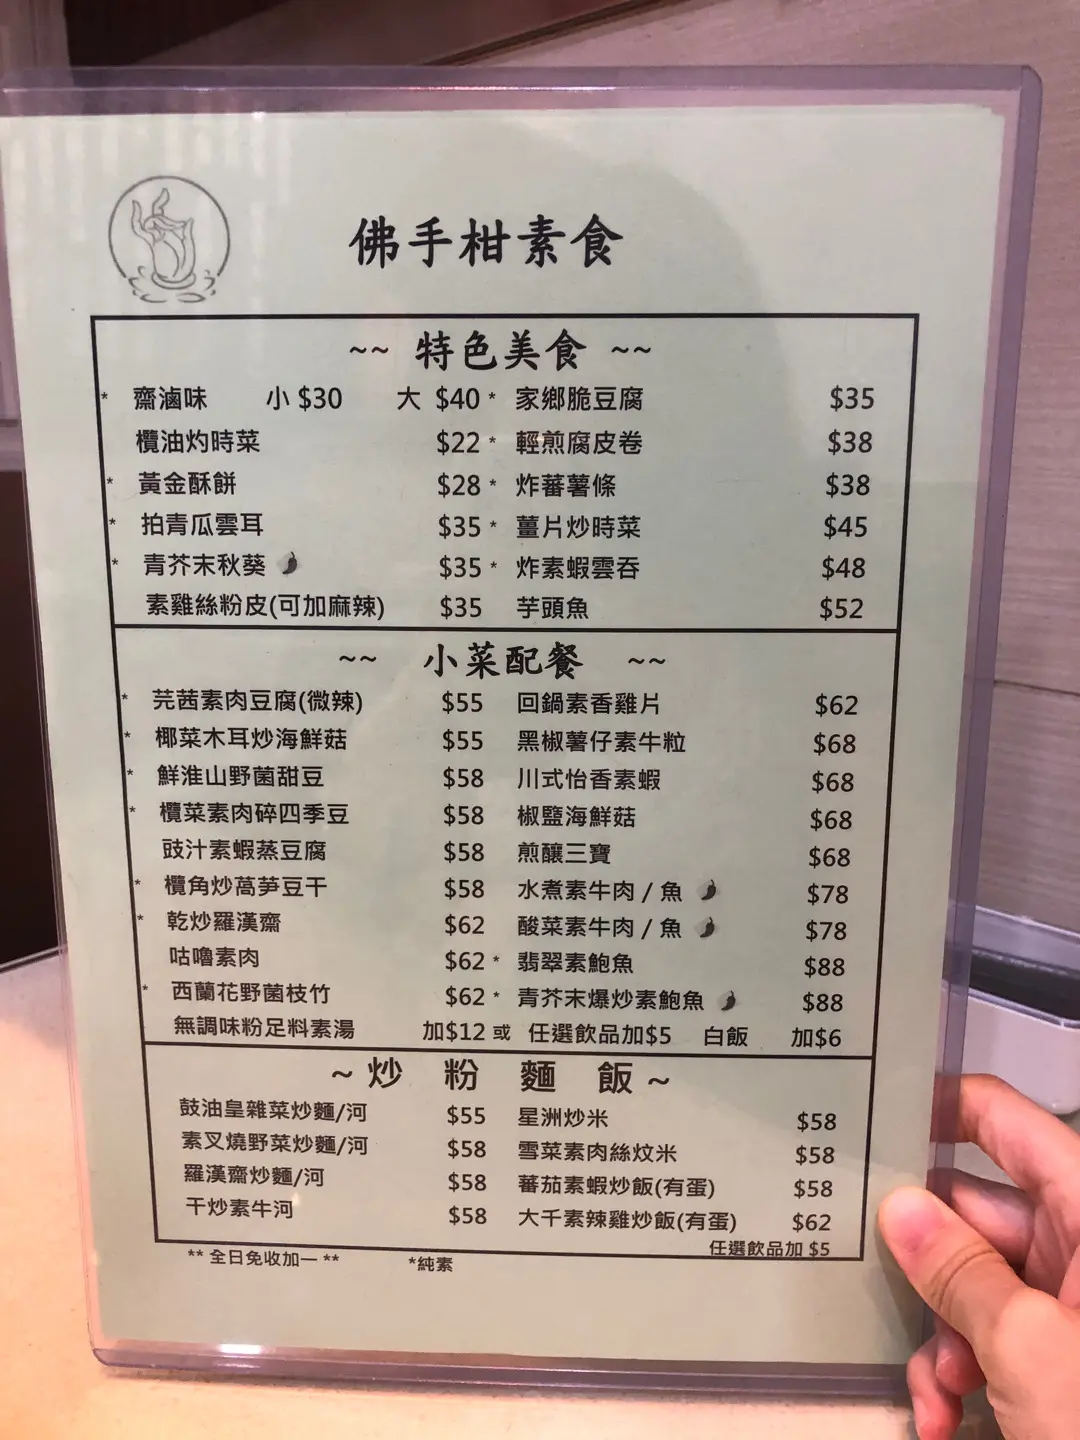 佛手柑素食
~~ 特色美食 ~~
* 齋滷味 小 $30 大 $40 * 家鄉脆豆腐 $35
欖油灼時菜 $22 * 輕煎腐皮卷 $38
* 黃金酥餅 $28 * 炸蕃薯條 $38
* 拍青瓜雲耳 $35 * 薑片炒時菜 $45
* 青芥末秋葵 $35 * 炸素蝦雲吞 $48
素雞絲粉皮(可加麻辣) $35 芋頭魚 $52
~~ 小菜配餐 ~~
* 芫茜素肉豆腐(微辣) $55 回鍋素香雞片 $62
* 椰菜木耳炒海鮮菇 $55 黑椒薯仔素牛粒 $68
* 鮮淮山野菌甜豆 $58 川式怡香素蝦 $68
* 欖菜素肉碎四季豆 $58 椒鹽海鮮菇 $68
豉汁素蝦蒸豆腐 $58 煎釀三寶 $68
* 欖角炒萵笋豆干 $58 水煮素牛肉 / 魚 $78
* 乾炒羅漢齋 $62 酸菜素牛肉 / 魚 $78
咕嚕素肉 $62 * 翡翠素鮑魚 $88
* 西蘭花野菌枝竹 $62 * 青芥末爆炒素鮑魚 $88
無調味粉足料素湯 加$12 或 任選飲品加$5 白飯 加$6
~ 炒 粉 麵 飯 ~
鼓油皇雜菜炒麵/河 $55 星洲炒米 $58
素叉燒野菜炒麵/河 $58 雪菜素肉絲炆米 $58
羅漢齋炒麵/河 $58 蕃茄素蝦炒飯(有蛋) $58
干炒素牛河 $58 大千素辣雞炒飯(有蛋) $62
任選飲品加 $5
** 全日免收加一 ** *純素